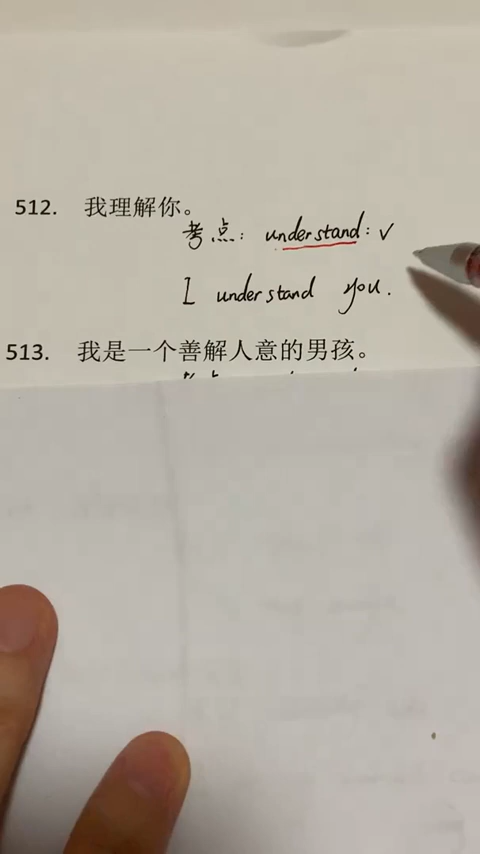 512. 我理解你。
考点: understand: v
I understand you.
513. 我是一个善解人意的男孩。